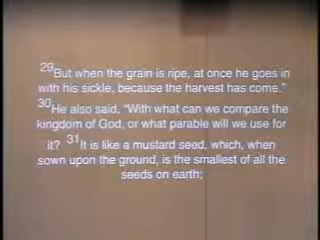 29But when the grain is ripe, at once he goes in
with his sickle, because the harvest has come."
30He also said, "With what can we compare the
kingdom of God, or what parable will we use for
it? 31It is like a mustard seed, which, when
sown upon the ground, is the smallest of all the
seeds on earth;